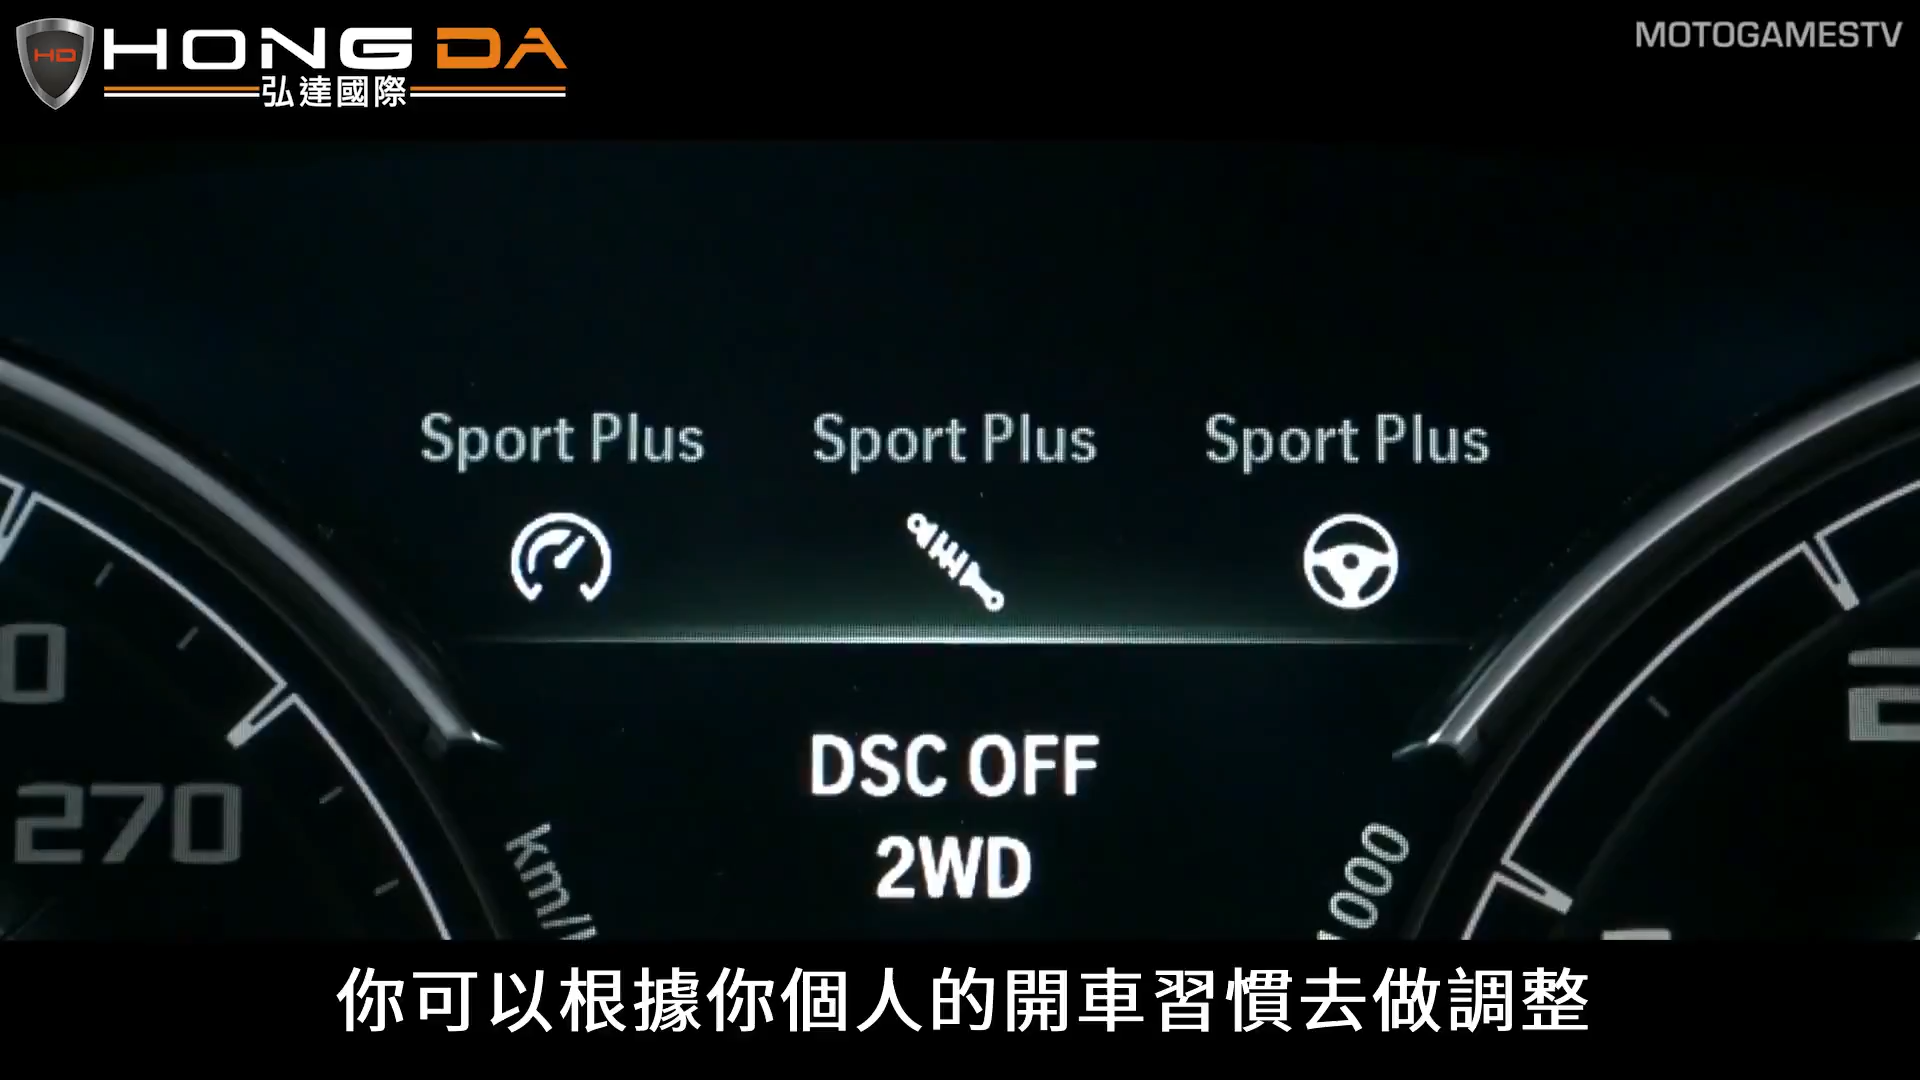 HD HONG DA
弘達國際
MOTOGAMESTV
Sport Plus Sport Plus Sport Plus
DSC OFF
2WD
270
你可以根據你個人的開車習慣去做調整